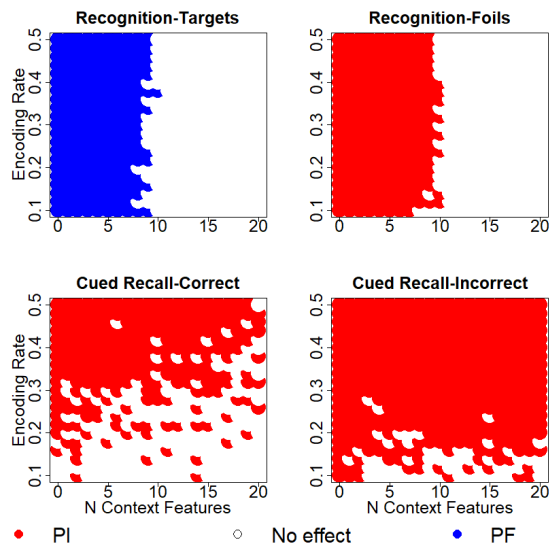 Recognition-Targets
Encoding Rate
0.1 0.2 0.3 0.4 0.5
0 5 10 15 20
Recognition-Foils
0.1 0.2 0.3 0.4 0.5
0 5 10 15 20
Cued Recall-Correct
Encoding Rate
0.1 0.2 0.3 0.4 0.5
0 5 10 15 20
N Context Features
Cued Recall-Incorrect
0.1 0.2 0.3 0.4 0.5
0 5 10 15 20
N Context Features
PI No effect PF